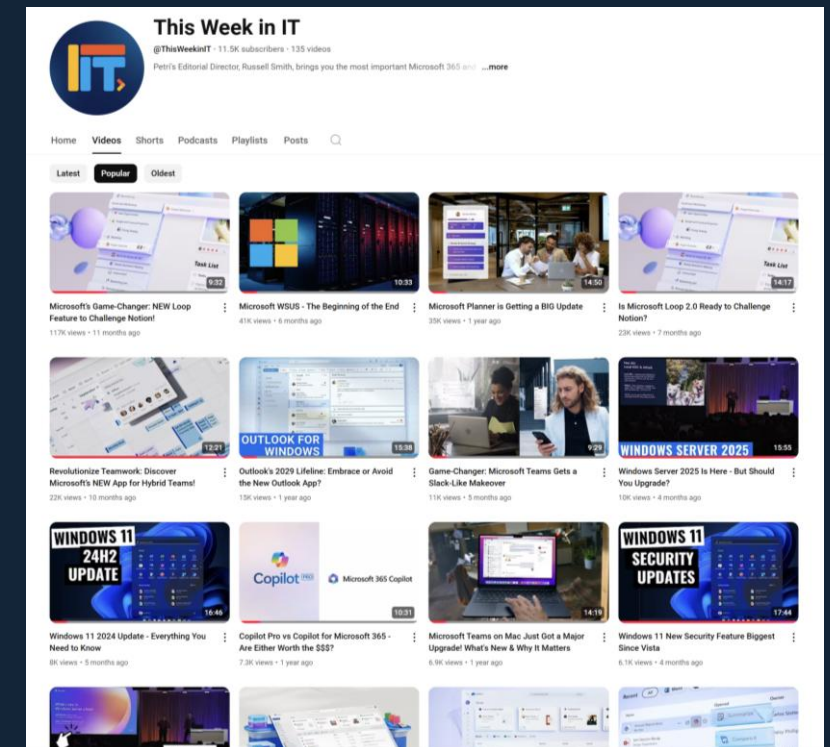 This Week in IT
@ThisWeekinIT · 11.5K subscribers · 135 videos
Petri's Editorial Director, Russell Smith, brings you the most important Microsoft 365 and ...more
IT
Home Videos Shorts Podcasts Playlists Posts
Latest Popular Oldest
Task List
9:32
10:33
14:50
Task List
14:17
Microsoft's Game-Changer: NEW Loop
Feature to Challenge Notion!
117K views • 11 months ago
Microsoft WSUS - The Beginning of the End
41K views • 6 months ago
Microsoft Planner is Getting a BIG Update
35K views • 1 year ago
Is Microsoft Loop 2.0 Ready to Challenge
Notion?
23K views • 7 months ago
12:21
OUTLOOK FOR
WINDOWS
15:38
9:29
WINDOWS SERVER 2025
15:55
Revolutionize Teamwork: Discover
Microsoft's NEW App for Hybrid Teams!
22K views • 10 months ago
Outlook's 2029 Lifeline: Embrace or Avoid
the New Outlook App?
15K views • 1 year ago
Game-Changer: Microsoft Teams Gets a
Slack-Like Makeover
11K views • 5 months ago
Windows Server 2025 Is Here - But Should
You Upgrade?
10K views • 4 months ago
WINDOWS 11
24H2
UPDATE
16:46
Copilot PRO
Microsoft 365 Copilot
10:31
14:19
WINDOWS 11
SECURITY
UPDATES
17:44
Windows 11 2024 Update - Everything You
Need to Know
8K views • 5 months ago
Copilot Pro vs Copilot for Microsoft 365 -
Are Either Worth the $$$?
7.3K views • 1 year ago
Microsoft Teams on Mac Just Got a Major
Upgrade! What's New & Why It Matters
6.9K views • 1 year ago
Windows 11 New Security Feature Biggest
Since Vista
6.1K views • 4 months ago
Recent
Opened
Summarize